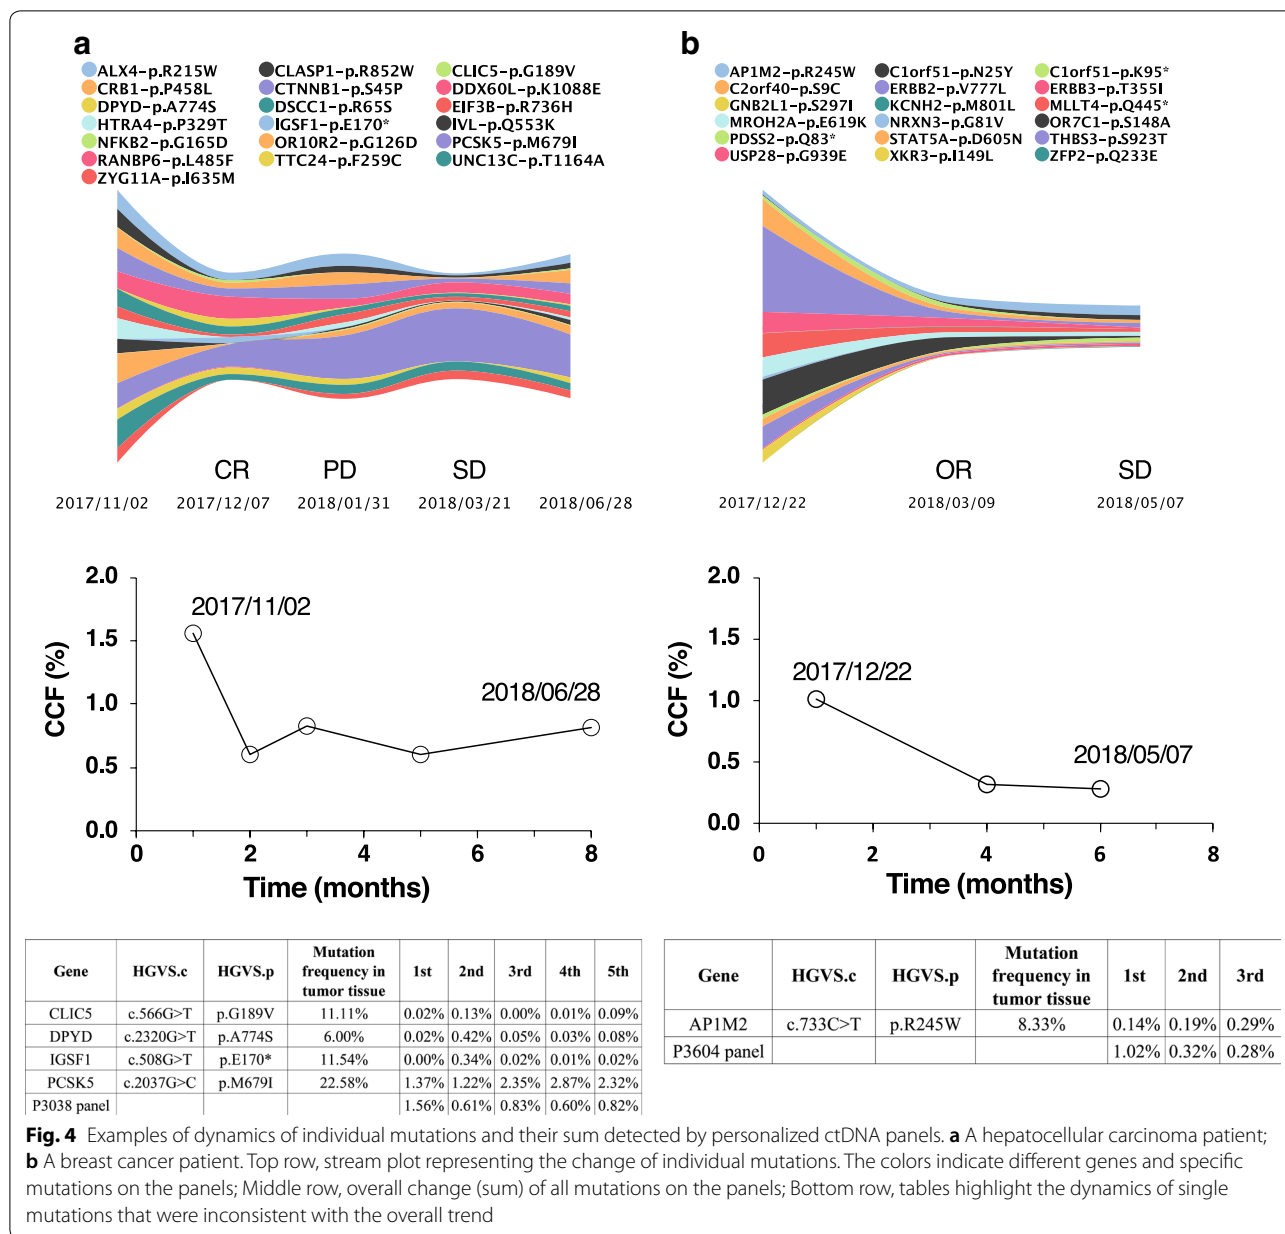 a
ALX4-p.R215W CLASP1-p.R852W CLIC5-p.G189V
CRB1-p.P458L CTNNB1-p.S45P DDX60L-p.K1088E
DPYD-p.A774S DSCC1-p.R65S EIF3B-p.R736H
HTRA4-p.P329T IGSF1-p.E170* IVL-p.Q553K
NFKB2-p.G165D OR10R2-p.G126D PCSK5-p.M679I
RANBP6-p.L485F TTC24-p.F259C UNC13C-p.T1164A
ZYG11A-p.I635M
CR PD SD
2017/11/02 2017/12/07 2018/01/31 2018/03/21 2018/06/28
b
AP1M2-p.R245W C1orf51-p.N25Y C1orf51-p.K95*
C2orf40-p.S9C ERBB2-p.V777L ERBB3-p.T355I
GNB2L1-p.S297I KCNH2-p.M801L MLLT4-p.Q445*
MROH2A-p.E619K NRXN3-p.G81V OR7C1-p.S148A
PDSS2-p.Q83* STAT5A-p.D605N THBS3-p.S923T
USP28-p.G939E XKR3-p.I149L ZFP2-p.Q233E
OR SD
2017/12/22 2018/03/09 2018/05/07
CCF (%)
2.0
1.5
1.0
0.5
0.0
2017/11/02
2018/06/28
0 2 4 6 8
Time (months)
CCF (%)
2.0
1.5
1.0
0.5
0.0
2017/12/22
2018/05/07
0 2 4 6 8
Time (months)
Gene HGVS.c HGVS.p Mutation frequency in tumor tissue 1st 2nd 3rd 4th 5th
CLIC5 c.566G>T p.G189V 11.11% 0.02% 0.13% 0.00% 0.01% 0.09%
DPYD c.2320G>T p.A774S 6.00% 0.02% 0.42% 0.05% 0.03% 0.08%
IGSF1 c.508G>T p.E170* 11.54% 0.00% 0.34% 0.02% 0.01% 0.02%
PCSK5 c.2037G>C p.M679I 22.58% 1.37% 1.22% 2.35% 2.87% 2.32%
P3038 panel 1.56% 0.61% 0.83% 0.60% 0.82%
Gene HGVS.c HGVS.p Mutation frequency in tumor tissue 1st 2nd 3rd
AP1M2 c.733C>T p.R245W 8.33% 0.14% 0.19% 0.29%
P3604 panel 1.02% 0.32% 0.28%
Fig. 4 Examples of dynamics of individual mutations and their sum detected by personalized ctDNA panels. a A hepatocellular carcinoma patient;
b A breast cancer patient. Top row, stream plot representing the change of individual mutations. The colors indicate different genes and specific
mutations on the panels; Middle row, overall change (sum) of all mutations on the panels; Bottom row, tables highlight the dynamics of single
mutations that were inconsistent with the overall trend